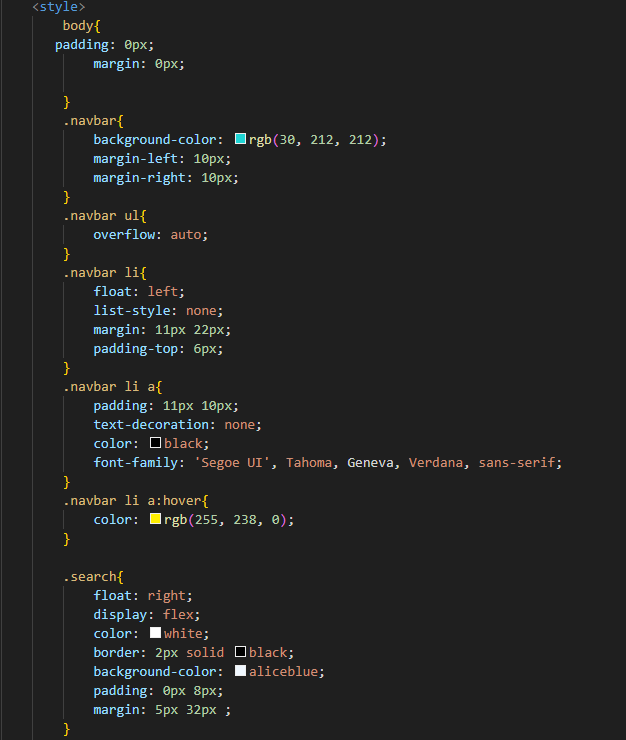 <style>
body{
padding: 0px;
margin: 0px;
}
.navbar{
background-color: rgb(30, 212, 212);
margin-left: 10px;
margin-right: 10px;
}
.navbar ul{
overflow: auto;
}
.navbar li{
float: left;
list-style: none;
margin: 11px 22px;
padding-top: 6px;
}
.navbar li a{
padding: 11px 10px;
text-decoration: none;
color: black;
font-family: 'Segoe UI', Tahoma, Geneva, Verdana, sans-serif;
}
.navbar li a:hover{
color: rgb(255, 238, 0);
}
.search{
float: right;
display: flex;
color: white;
border: 2px solid black;
background-color: aliceblue;
padding: 0px 8px;
margin: 5px 32px ;
}